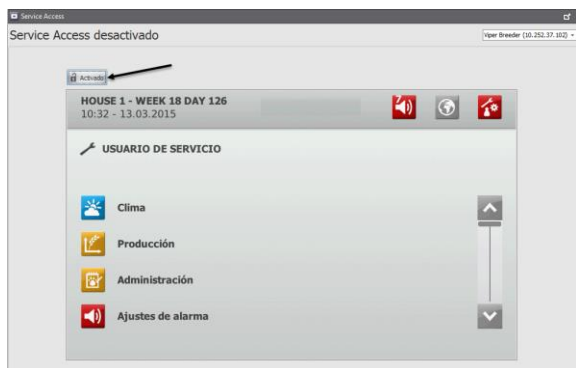 Service Access
Service Access desactivado
Viper Breeder (10.252.37.102)
Activado
HOUSE 1 - WEEK 18 DAY 126
10:32 - 13.03.2015
USUARIO DE SERVICIO
Clima
Producción
Administración
Ajustes de alarma